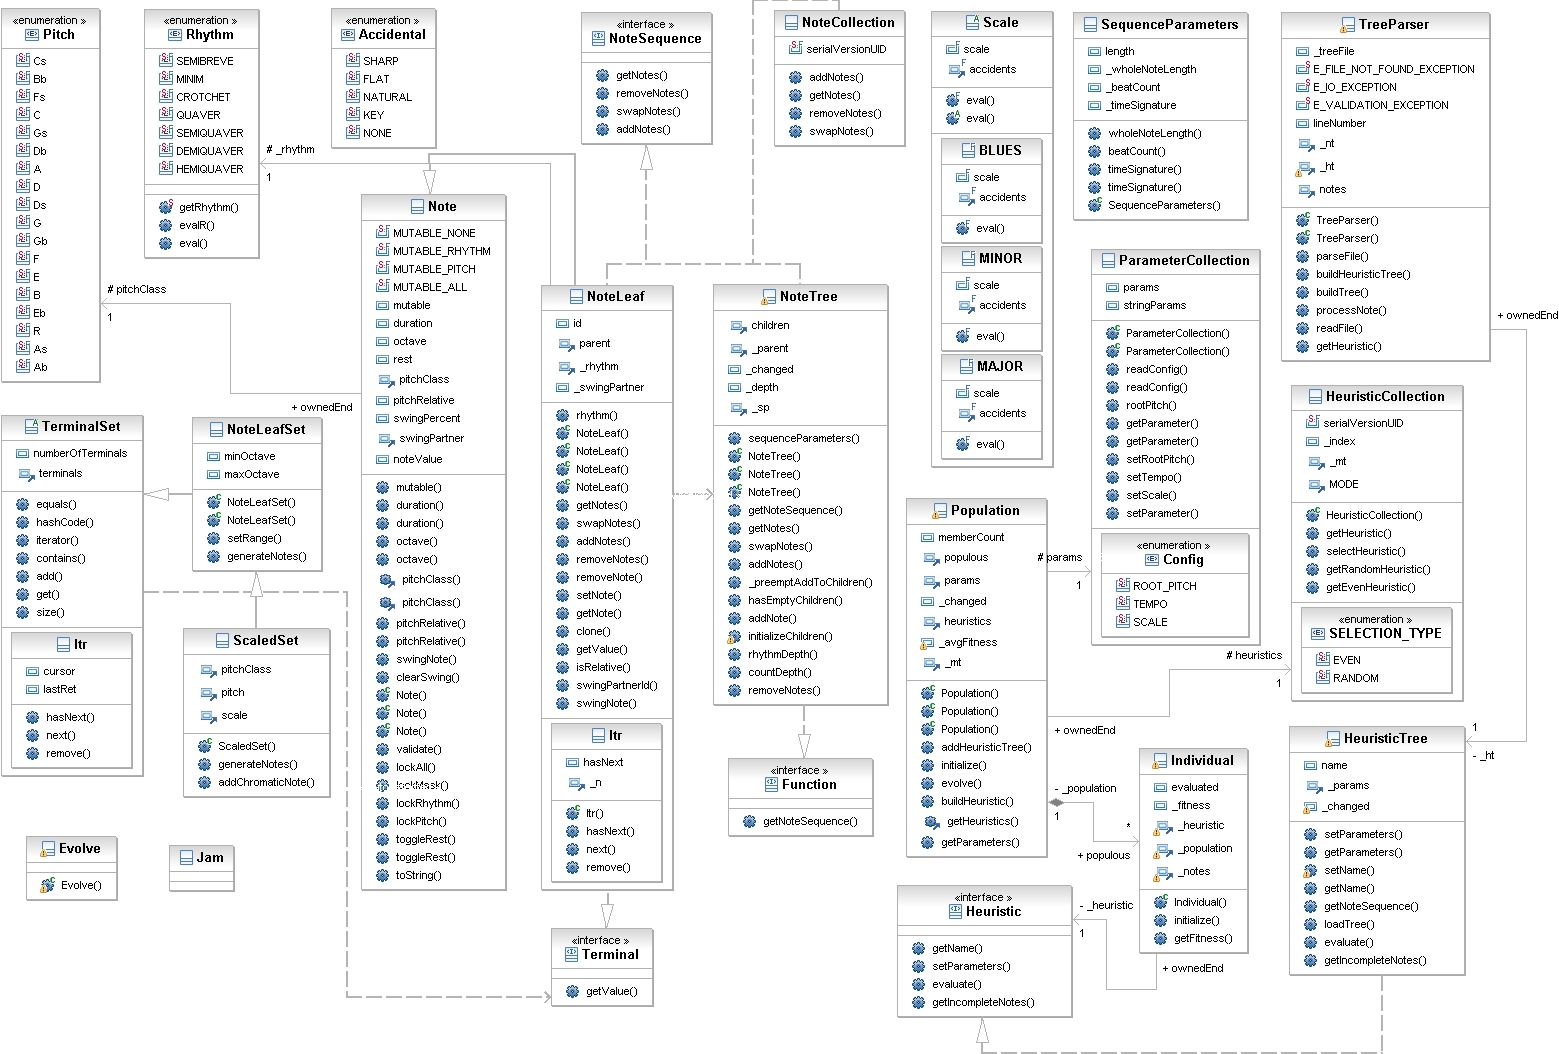 «enumeration »
Pitch
Cs
Bb
Fs
C
Gs
Db
A
D
Ds
G
Gb
F
E
B
Eb
R
As
Ab
«enumeration »
Rhythm
SEMIBREVE
MINIM
CROTCHET
QUAVER
SEMIQUAVER
DEMIQUAVER
HEMIQUAVER
getRhythm()
evalR()
eval()
«enumeration »
Accidental
SHARP
FLAT
NATURAL
KEY
NONE
# _rhythm
1
# pitchClass
1
+ ownedEnd
Note
MUTABLE_NONE
MUTABLE_RHYTHM
MUTABLE_PITCH
MUTABLE_ALL
mutable
duration
octave
rest
pitchClass
pitchRelative
swingPercent
swingPartner
noteValue
mutable()
duration()
duration()
octave()
octave()
pitchClass()
pitchClass()
pitchRelative()
pitchRelative()
swingNote()
clearSwing()
Note()
Note()
Note()
validate()
lockAll()
lockMask()
lockRhythm()
lockPitch()
toggleRest()
toggleRest()
toString()
«interface »
NoteSequence
getNotes()
removeNotes()
swapNotes()
addNotes()
NoteCollection
serialVersionUID
addNotes()
getNotes()
removeNotes()
swapNotes()
Scale
scale
accidents
eval()
eval()
BLUES
scale
accidents
eval()
MINOR
scale
accidents
eval()
MAJOR
scale
accidents
eval()
SequenceParameters
length
_wholeNoteLength
_beatCount
_timeSignature
wholeNoteLength()
beatCount()
timeSignature()
timeSignature()
SequenceParameters()
TreeParser
_treeFile
E_FILE_NOT_FOUND_EXCEPTION
E_IO_EXCEPTION
E_VALIDATION_EXCEPTION
lineNumber
_nt
_ht
notes
TreeParser()
TreeParser()
parseFile()
buildHeuristicTree()
buildTree()
processNote()
readFile()
getHeuristic()
+ ownedEnd
TerminalSet
numberOfTerminals
terminals
equals()
hashCode()
iterator()
contains()
add()
get()
size()
Itr
cursor
lastRet
hasNext()
next()
remove()
NoteLeafSet
minOctave
maxOctave
NoteLeafSet()
NoteLeafSet()
setRange()
generateNotes()
ScaledSet
pitchClass
pitch
scale
ScaledSet()
generateNotes()
addChromaticNote()
Evolve
Evolve()
Jam
NoteLeaf
id
parent
_rhythm
_swingPartner
rhythm()
NoteLeaf()
NoteLeaf()
NoteLeaf()
NoteLeaf()
getNotes()
swapNotes()
addNotes()
removeNotes()
removeNote()
setNote()
getNote()
clone()
getValue()
isRelative()
swingPartnerId()
swingNote()
Itr
hasNext
_n
Itr()
hasNext()
next()
remove()
«interface »
Terminal
getValue()
NoteTree
children
_parent
_changed
_depth
_sp
sequenceParameters()
NoteTree()
NoteTree()
NoteTree()
getNoteSequence()
getNotes()
swapNotes()
addNotes()
_preemptAddToChildren()
hasEmptyChildren()
addNote()
initializeChildren()
rhythmDepth()
countDepth()
removeNotes()
«interface »
Function
getNoteSequence()
ParameterCollection
params
stringParams
ParameterCollection()
ParameterCollection()
readConfig()
readConfig()
rootPitch()
getParameter()
getParameter()
setRootPitch()
setTempo()
setScale()
setParameter()
«enumeration »
Config
ROOT_PITCH
TEMPO
SCALE
Population
memberCount
populous
params
_changed
heuristics
_avgFitness
_mt
Population()
Population()
Population()
addHeuristicTree()
initialize()
evolve()
buildHeuristic()
getHeuristics()
getParameters()
# params
1
# heuristics
1
+ ownedEnd
HeuristicCollection
serialVersionUID
_index
_mt
MODE
HeuristicCollection()
getHeuristic()
selectHeuristic()
getRandomHeuristic()
getEvenHeuristic()
«enumeration »
SELECTION_TYPE
EVEN
RANDOM
- _population
1
*
+ populous
Individual
evaluated
_fitness
_heuristic
_population
_notes
Individual()
initialize()
getFitness()
+ ownedEnd
- _heuristic
1
«interface »
Heuristic
getName()
setParameters()
evaluate()
getIncompleteNotes()
1
- _ht
HeuristicTree
name
_params
_changed
setParameters()
getParameters()
setName()
getName()
getNoteSequence()
loadTree()
evaluate()
getIncompleteNotes()